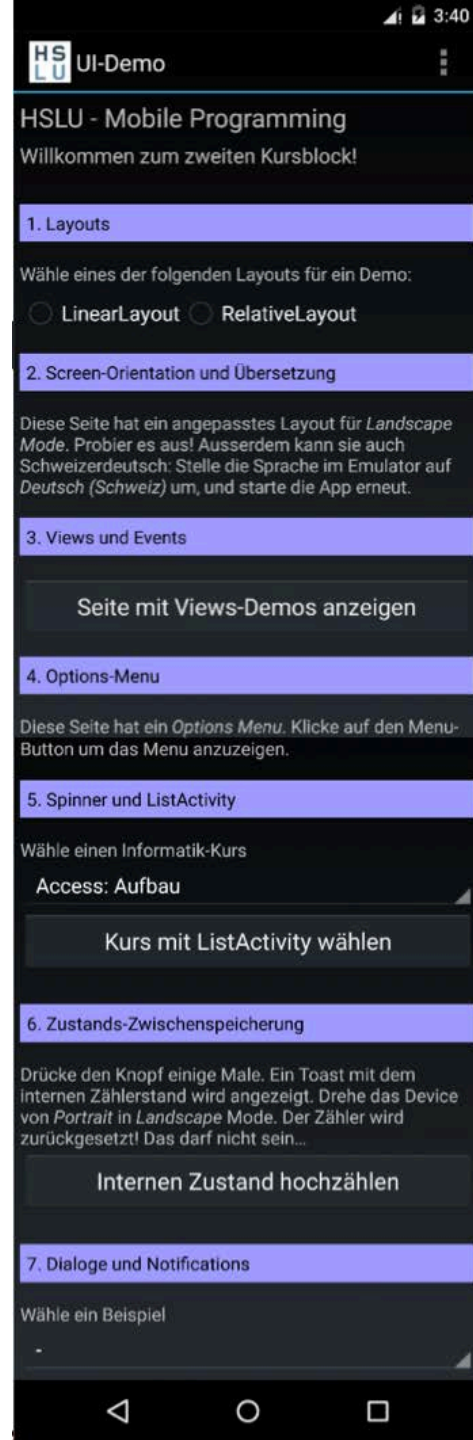 3:40
HS
LU
UI-Demo
HSLU - Mobile Programming
Willkommen zum zweiten Kursblock!
1. Layouts
Wähle eines der folgenden Layouts für ein Demo:
LinearLayout RelativeLayout
2. Screen-Orientation und Übersetzung
Diese Seite hat ein angepasstes Layout für Landscape
Mode. Probier es aus! Ausserdem kann sie auch
Schweizerdeutsch: Stelle die Sprache im Emulator auf
Deutsch (Schweiz) um, und starte die App erneut.
3. Views und Events
Seite mit Views-Demos anzeigen
4. Options-Menu
Diese Seite hat ein Options Menu. Klicke auf den Menu-
Button um das Menu anzuzeigen.
5. Spinner und ListActivity
Wähle einen Informatik-Kurs
Access: Aufbau
Kurs mit ListActivity wählen
6. Zustands-Zwischenspeicherung
Drücke den Knopf einige Male. Ein Toast mit dem
internen Zählerstand wird angezeigt. Drehe das Device
von Portrait in Landscape Mode. Der Zähler wird
zurückgesetzt! Das darf nicht sein...
Internen Zustand hochzählen
7. Dialoge und Notifications
Wähle ein Beispiel
-